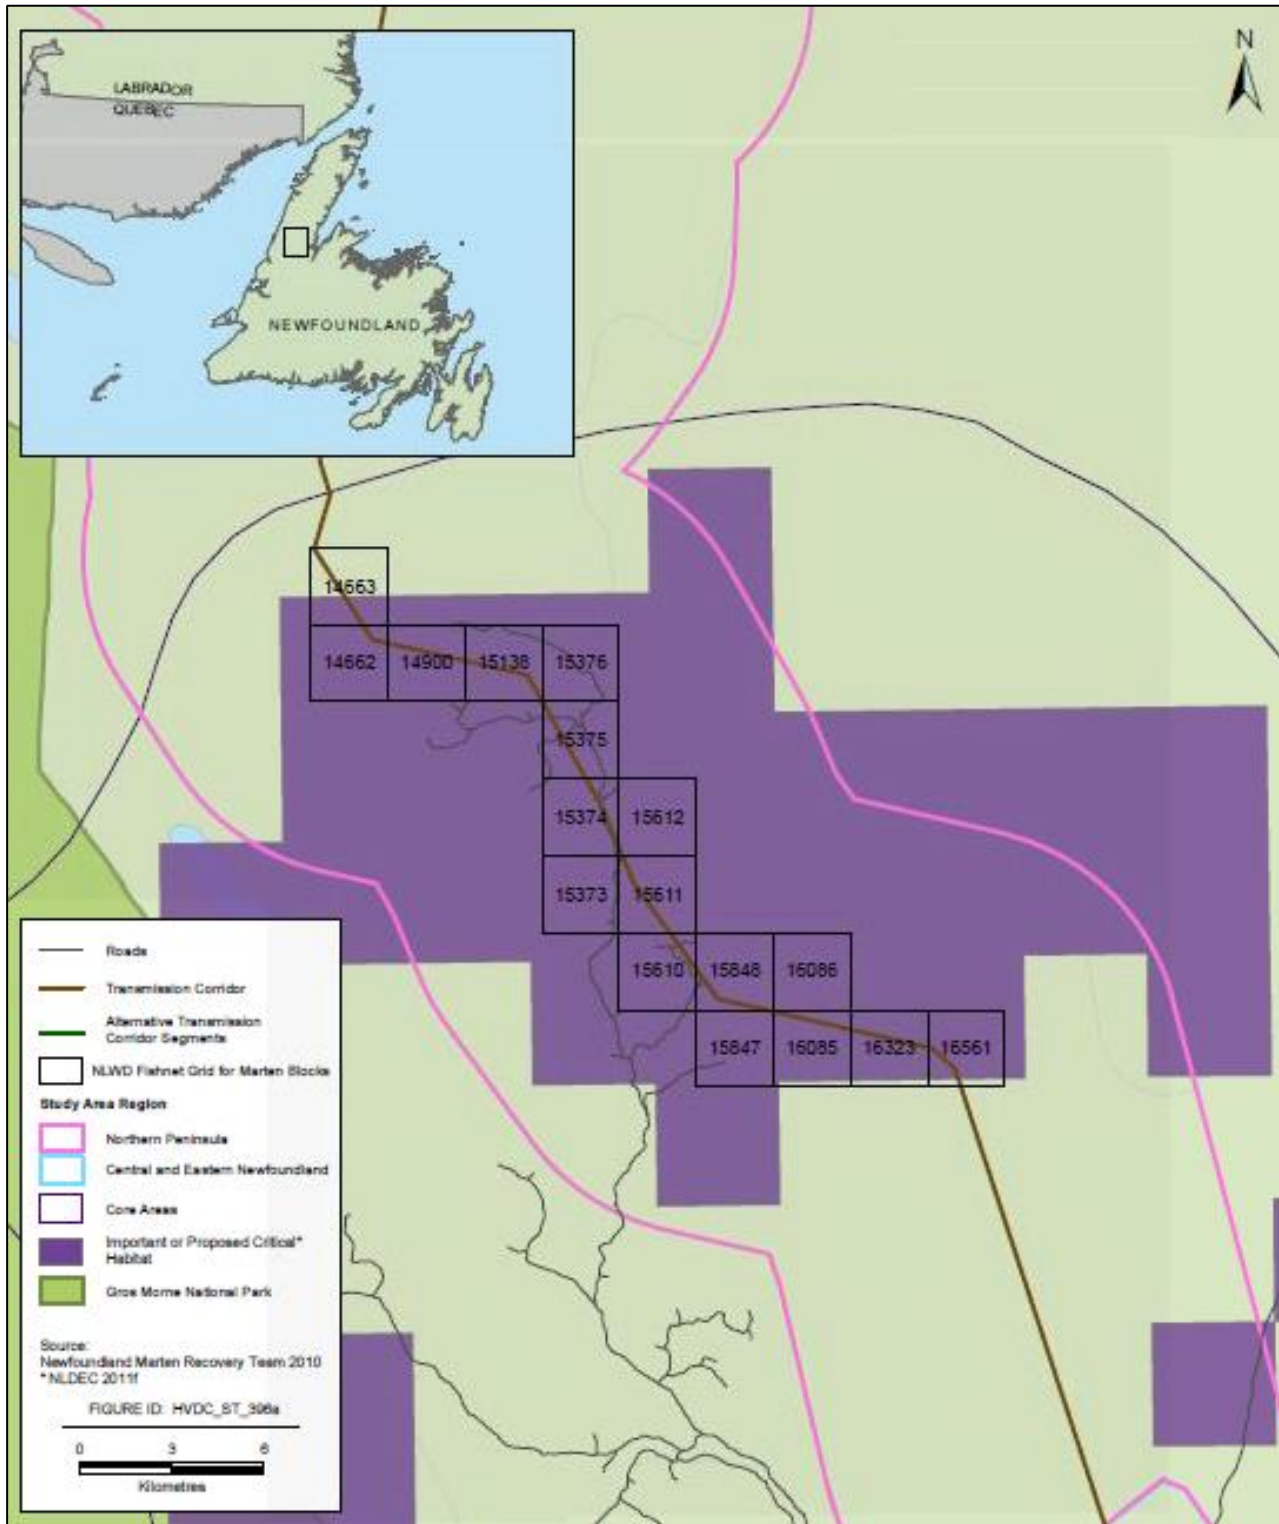 N
LABRADOR
QUEBEC
NEWFOUNDLAND
14663
14662 14900 15138 15376
15375
15374 15612
15373 15611
15610 15848 16086
15847 16085 16323 16561
Roads
Transmission Corridor
Alternative Transmission
Corridor Segments
NLWD Fishnet Grid for Marten Blocks
Study Area Region
Northern Peninsula
Central and Eastern Newfoundland
Core Areas
Important or Proposed Critical*
Habitat
Gros Morne National Park
Source:
Newfoundland Marten Recovery Team 2010
* NLDEC 2011f
FIGURE ID: HVDC_ST_396a
0 3 6
Kilometres